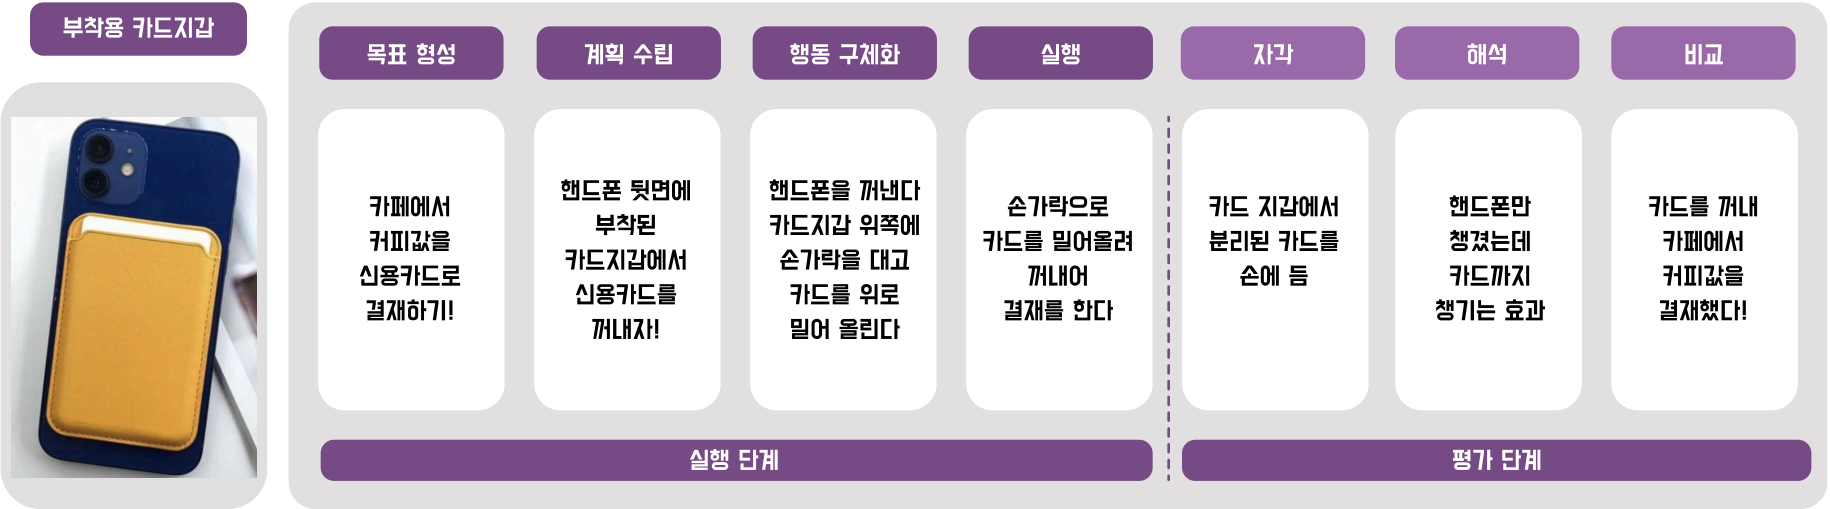 부착용 카드지갑
목표 형성
계획 수립
행동 구체화
실행
자각
해석
비교
카페에서
커피값을
신용카드로
결재하기!
핸드폰 뒷면에
부착된
카드지갑에서
신용카드를
꺼내자!
핸드폰을 꺼낸다
카드지갑 위쪽에
손가락을 대고
카드를 위로
밀어 올린다
손가락으로
카드를 밀어올려
꺼내어
결재를 한다
카드 지갑에서
분리된 카드를
손에 듬
핸드폰만
챙겼는데
카드까지
챙기는 효과
카드를 꺼내
카페에서
커피값을
결재했다!
실행 단계
평가 단계